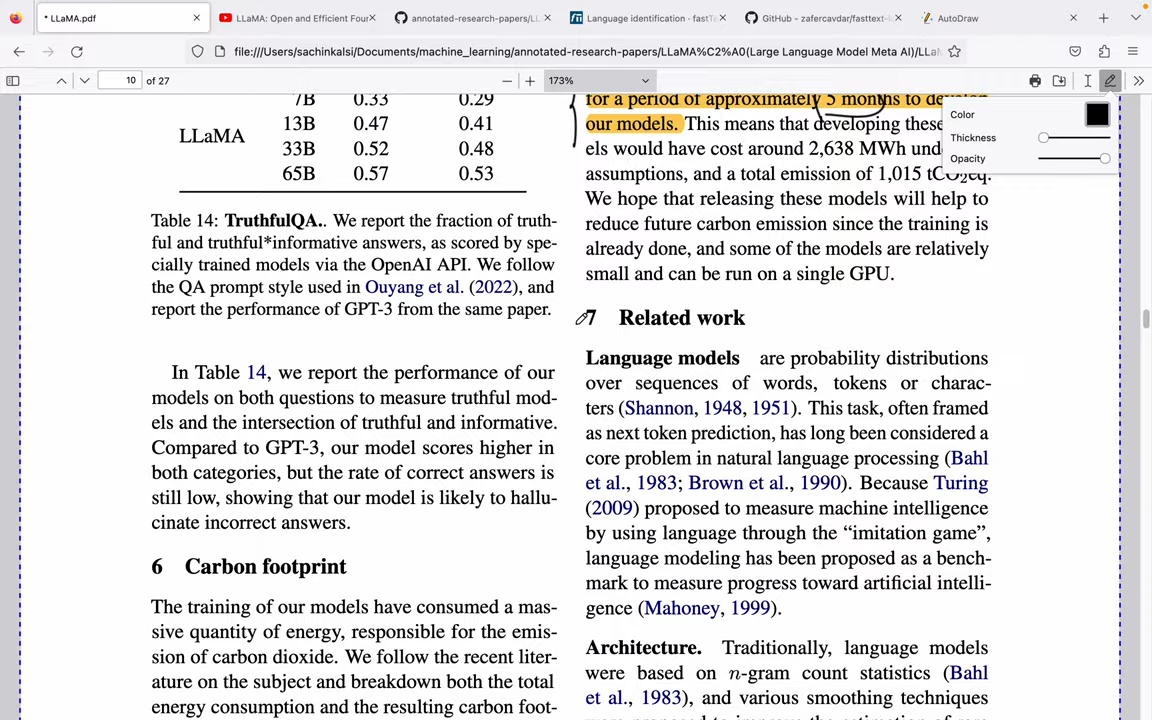 LLaMA.pdf
LLaMA: Open and Efficient Foun
annotated-research-papers/LL
Language identification · fastTe
GitHub - zafercavdar/fasttext-l
AutoDraw
file:///Users/sachinkalsi/Documents/machine_learning/annotated-research-papers/LLaMA%C2%A0(Large Language Model Meta AI)/LLa
10 of 27
173%
Color
Thickness
Opacity
7B 0.33 0.29
LLaMA
13B 0.47 0.41
33B 0.52 0.48
65B 0.57 0.53
Table 14: TruthfulQA.. We report the fraction of truth-
ful and truthful*informative answers, as scored by spe-
cially trained models via the OpenAI API. We follow
the QA prompt style used in Ouyang et al. (2022), and
report the performance of GPT-3 from the same paper.
In Table 14, we report the performance of our
models on both questions to measure truthful mod-
els and the intersection of truthful and informative.
Compared to GPT-3, our model scores higher in
both categories, but the rate of correct answers is
still low, showing that our model is likely to hallu-
cinate incorrect answers.
6 Carbon footprint
The training of our models have consumed a mas-
sive quantity of energy, responsible for the emis-
sion of carbon dioxide. We follow the recent liter-
ature on the subject and breakdown both the total
energy consumption and the resulting carbon foot-
for a period of approximately 5 months to
our models. This means that developing these
els would have cost around 2,638 MWh
assumptions, and a total emission of 1,015 tCO2eq.
We hope that releasing these models will help to
reduce future carbon emission since the training is
already done, and some of the models are relatively
small and can be run on a single GPU.
7 Related work
Language models are probability distributions
over sequences of words, tokens or charac-
ters (Shannon, 1948, 1951). This task, often framed
as next token prediction, has long been considered a
core problem in natural language processing (Bahl
et al., 1983; Brown et al., 1990). Because Turing
(2009) proposed to measure machine intelligence
by using language through the “imitation game”,
language modeling has been proposed as a bench-
mark to measure progress toward artificial intelli-
gence (Mahoney, 1999).
Architecture. Traditionally, language models
were based on n-gram count statistics (Bahl
et al., 1983), and various smoothing techniques